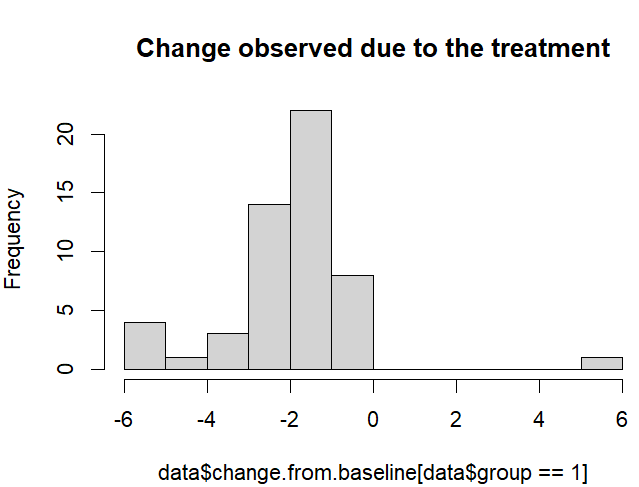 Change observed due to the treatment
Frequency
20
15
10
5
0
-6 -4 -2 0 2 4 6
data$change.from.baseline[data$group == 1]